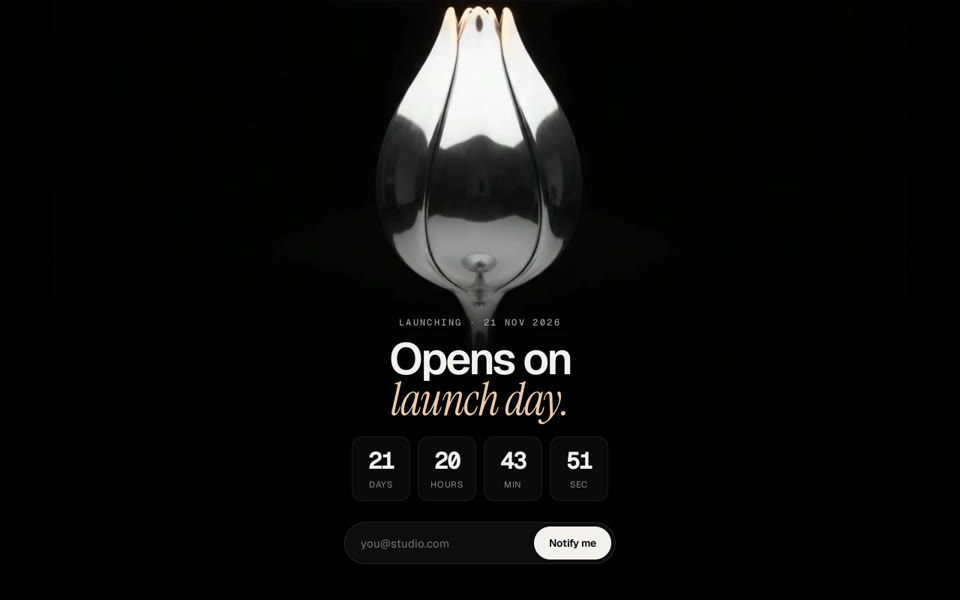 LAUNCHING · 21 NOV 2026
Opens on
launch day.
21 20 43 51
DAYS HOURS MIN SEC
you@studio.com Notify me